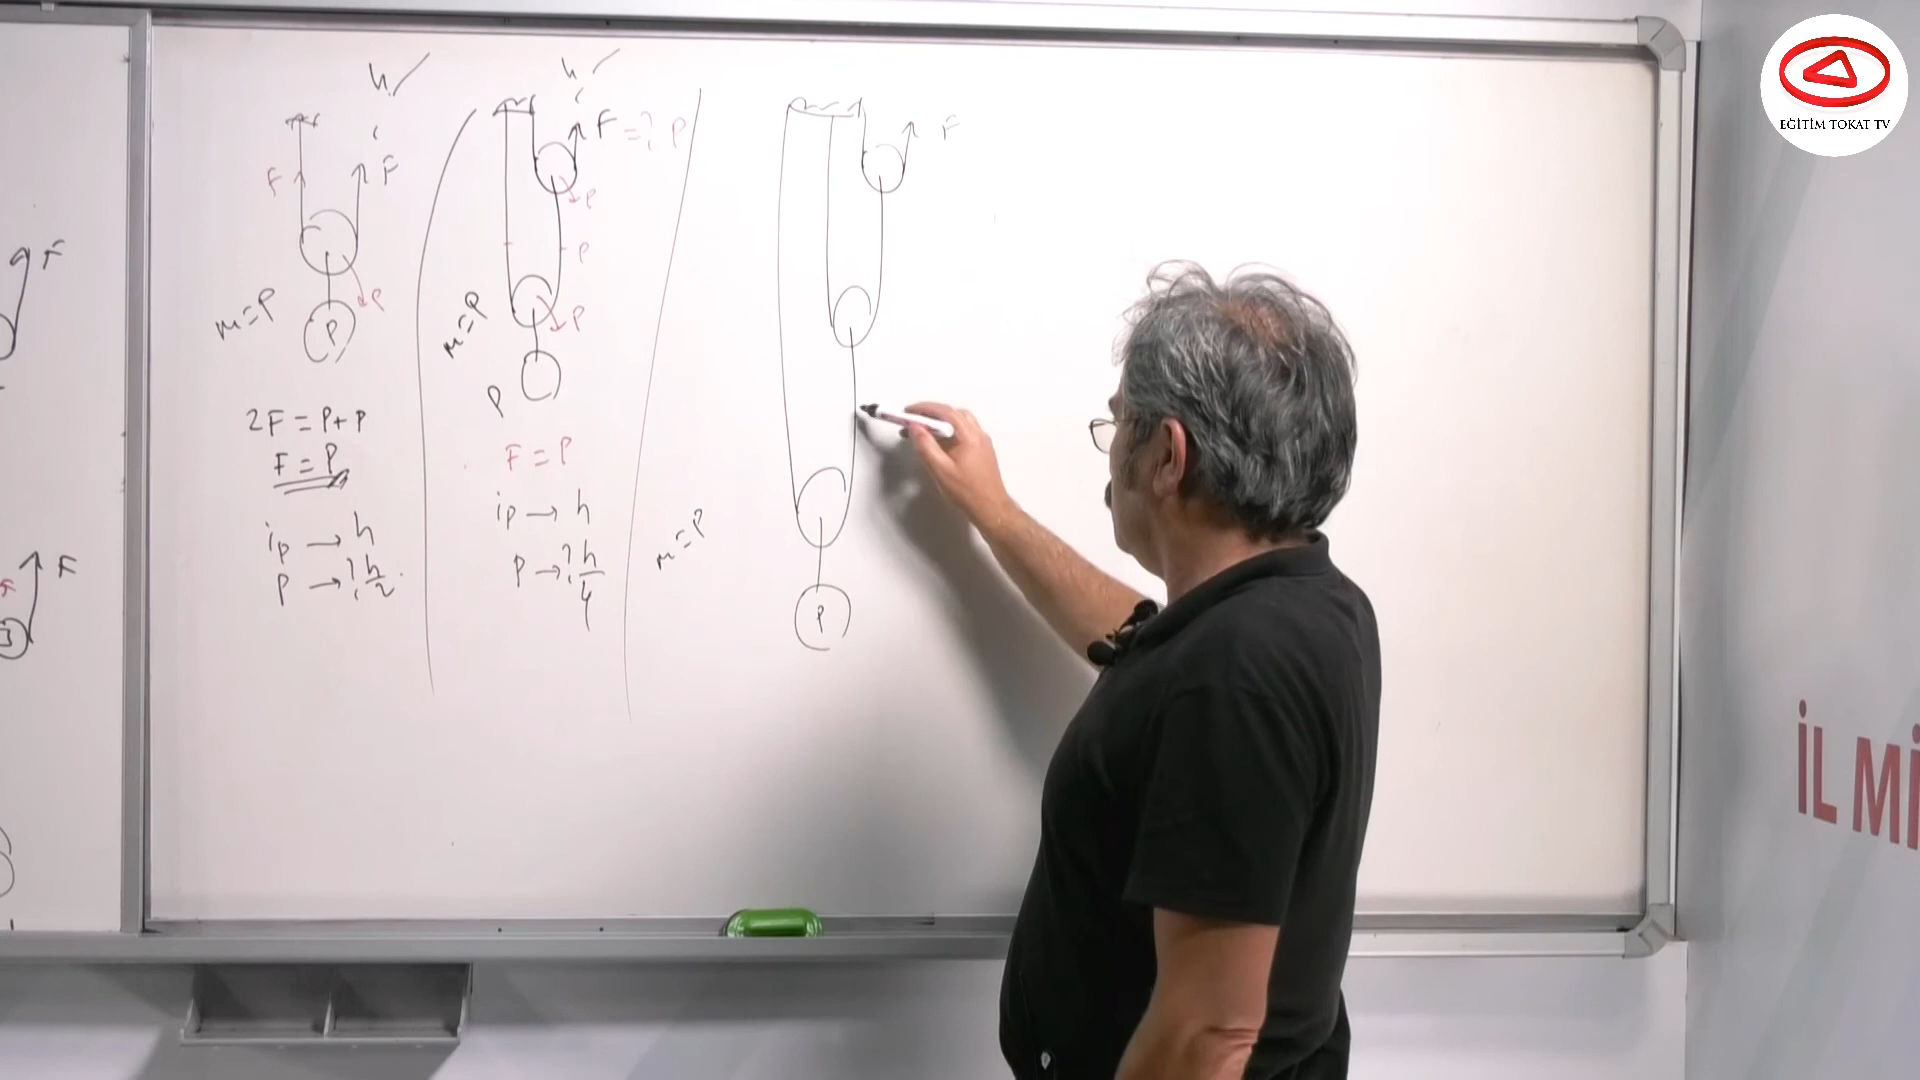 h
F
F
m=P
P
P
2F = P+P
F = P
ip → h
P → ? h/2
h
F = ? P
P
P
m=P
P
P
F = P
ip → h
P → ? h/4
F
m=P
P
F
F
EĞİTİM TOKAT TV
İL Mİ